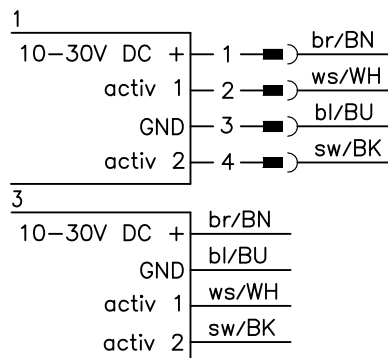 1
10–30V DC + 1 br/BN
activ 1 2 ws/WH
GND 3 bl/BU
activ 2 4 sw/BK
3
10–30V DC + br/BN
GND bl/BU
activ 1 ws/WH
activ 2 sw/BK